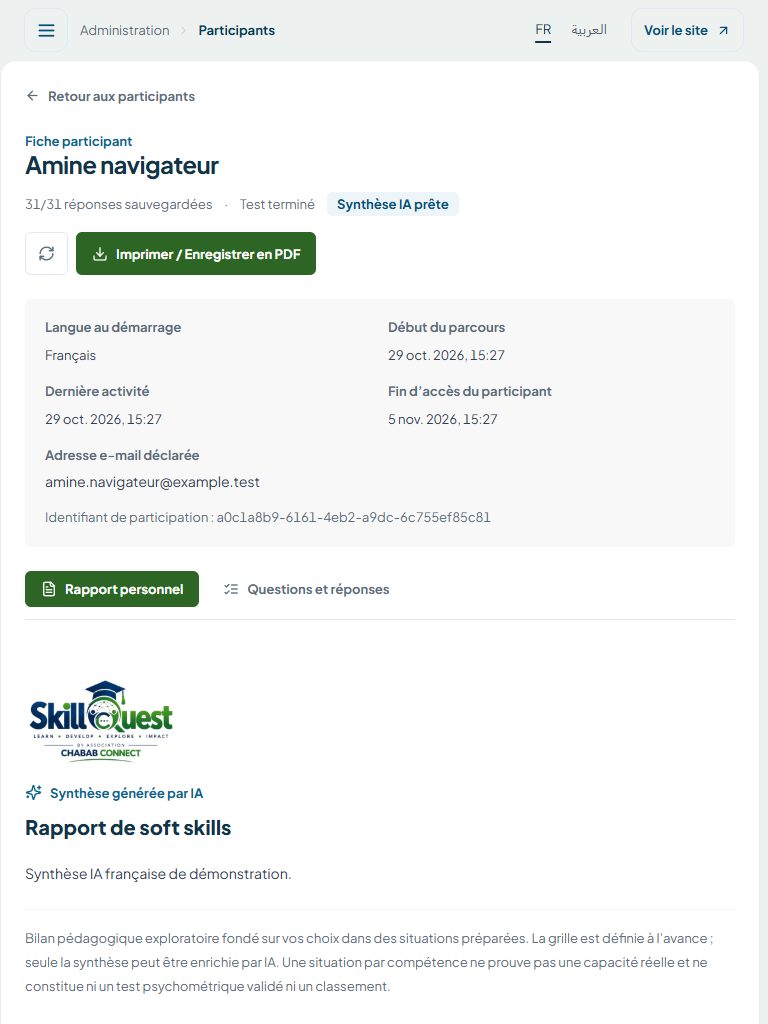 Administration > Participants
FR العربية Voir le site
Retour aux participants
Fiche participant
Amine navigateur
31/31 réponses sauvegardées · Test terminé Synthèse IA prête
Imprimer / Enregistrer en PDF
Langue au démarrage Début du parcours
Français 29 oct. 2026, 15:27
Dernière activité Fin d’accès du participant
29 oct. 2026, 15:27 5 nov. 2026, 15:27
Adresse e-mail déclarée
amine.navigateur@example.test
Identifiant de participation : a0c1a8b9-6161-4eb2-a9dc-6c755ef85c81
Rapport personnel Questions et réponses
SkillQuest
LEARN • DEVELOP • EXPLORE • IMPACT
BY ASSOCIATION
CHABAB CONNECT
Synthèse générée par IA
Rapport de soft skills
Synthèse IA française de démonstration.
Bilan pédagogique exploratoire fondé sur vos choix dans des situations préparées. La grille est définie à l’avance ;
seule la synthèse peut être enrichie par IA. Une situation par compétence ne prouve pas une capacité réelle et ne
constitue ni un test psychométrique validé ni un classement.